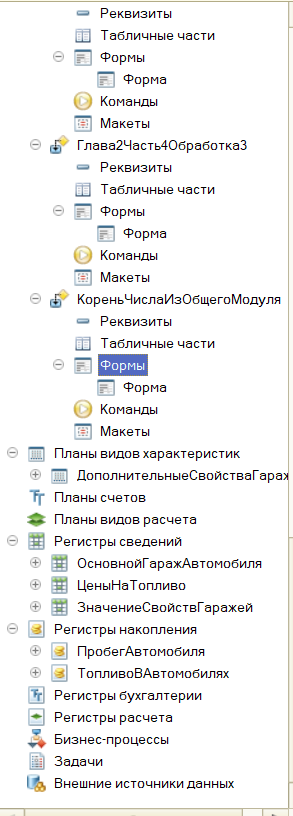 Реквизиты
Табличные части
Формы
Форма
Команды
Макеты
Глава2Часть4Обработка3
Реквизиты
Табличные части
Формы
Форма
Команды
Макеты
КореньЧислаИзОбщегоМодуля
Реквизиты
Табличные части
Формы
Форма
Команды
Макеты
Планы видов характеристик
ДополнительныеСвойстваГараж
Планы счетов
Планы видов расчета
Регистры сведений
ОсновнойГаражАвтомобиля
ЦеныНаТопливо
ЗначениеСвойствГаражей
Регистры накопления
ПробегАвтомобиля
ТопливоВАвтомобилях
Регистры бухгалтерии
Регистры расчета
Бизнес-процессы
Задачи
Внешние источники данных